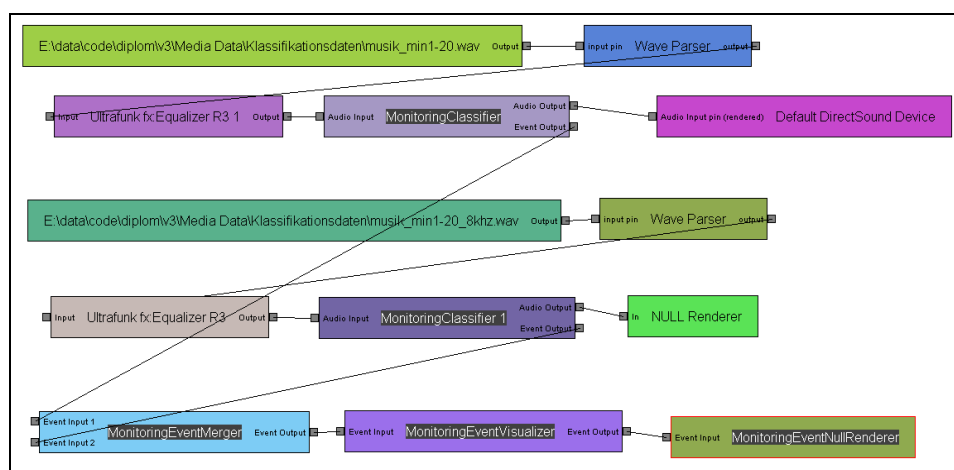 E:\data\code\diplom\v3\Media Data\Klassifikationsdaten\musik_min1-20.wav Output input pin Wave Parser output
Input Ultrafunk fx:Equalizer R3 1 Output Audio Input MonitoringClassifier Audio Output Event Output Audio Input pin (rendered) Default DirectSound Device
E:\data\code\diplom\v3\Media Data\Klassifikationsdaten\musik_min1-20_8khz.wav Output input pin Wave Parser output
Input Ultrafunk fx:Equalizer R3 Output Audio Input MonitoringClassifier 1 Audio Output Event Output In NULL Renderer
Event Input 1 Event Input 2 MonitoringEventMerger Event Output Event Input MonitoringEventVisualizer Event Output Event Input MonitoringEventNullRenderer